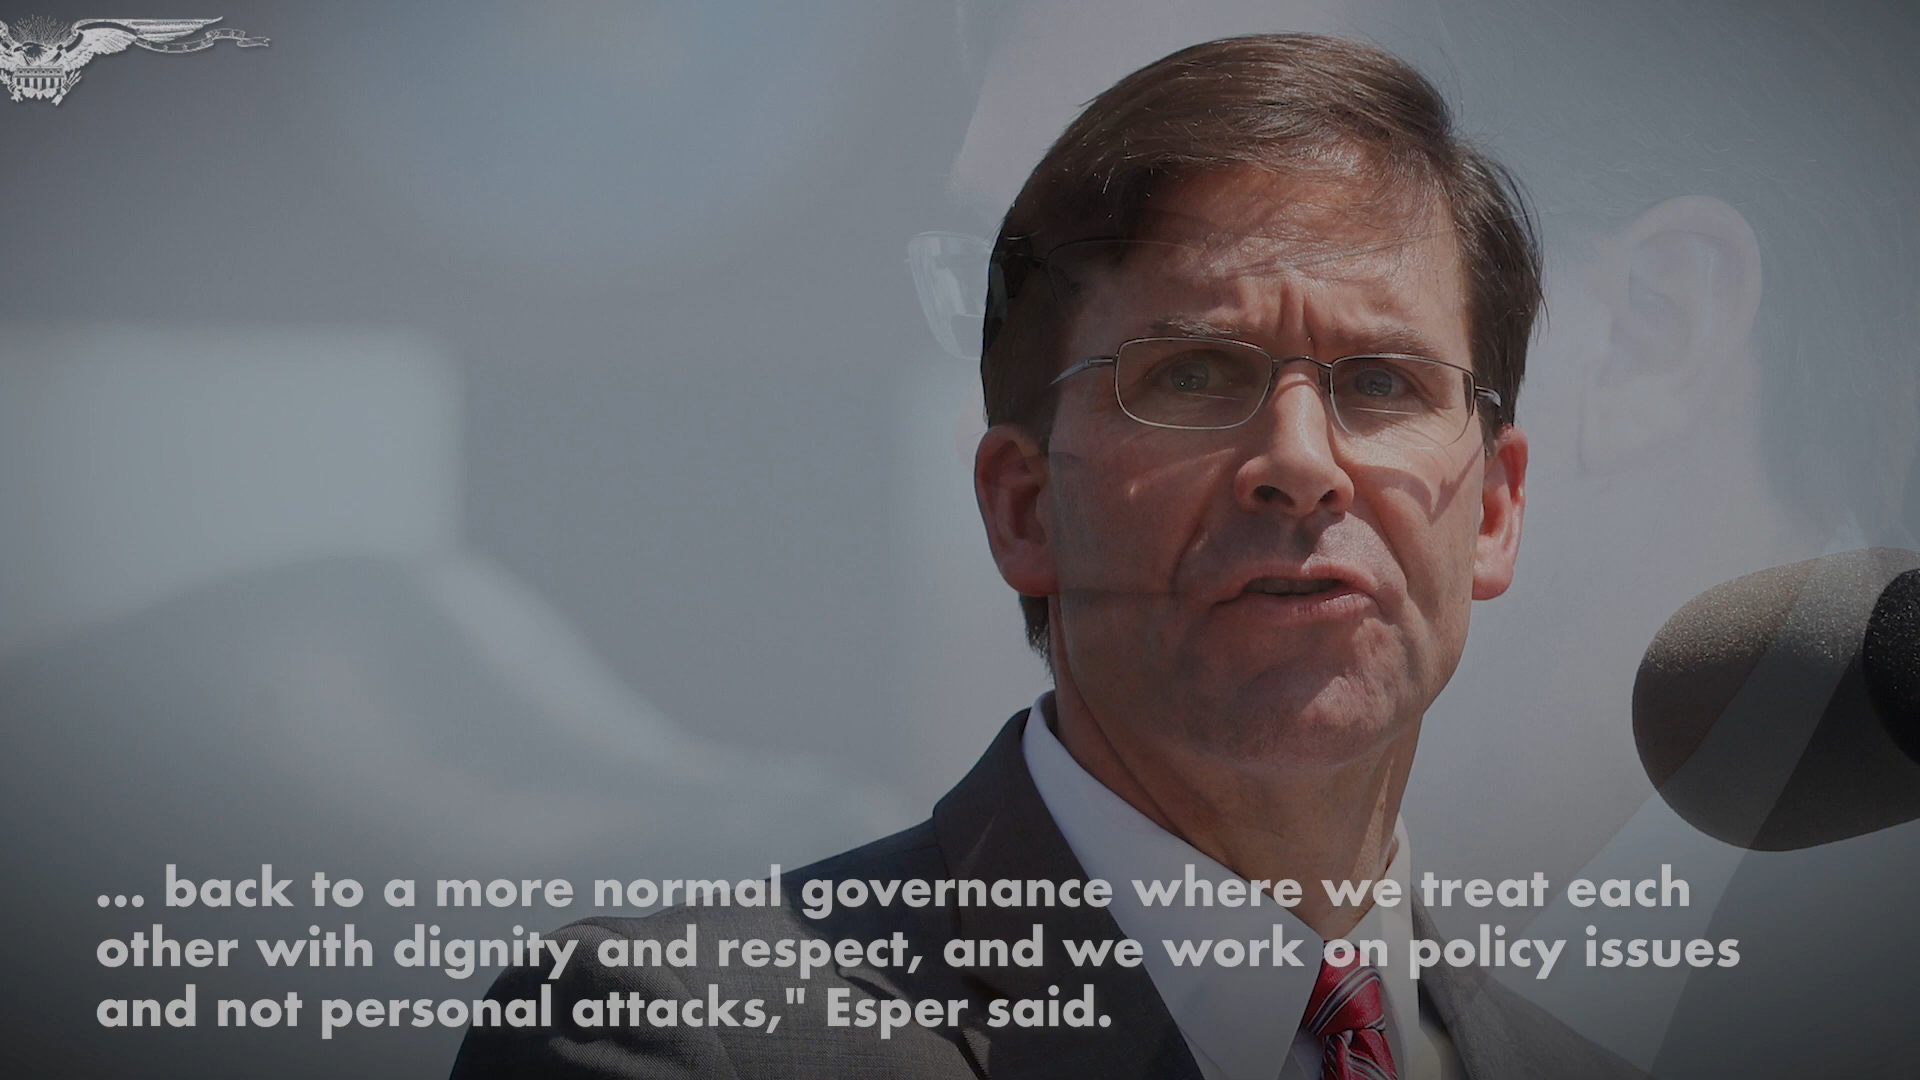 ... back to a more normal governance where we treat each
other with dignity and respect, and we work on policy issues
and not personal attacks," Esper said.